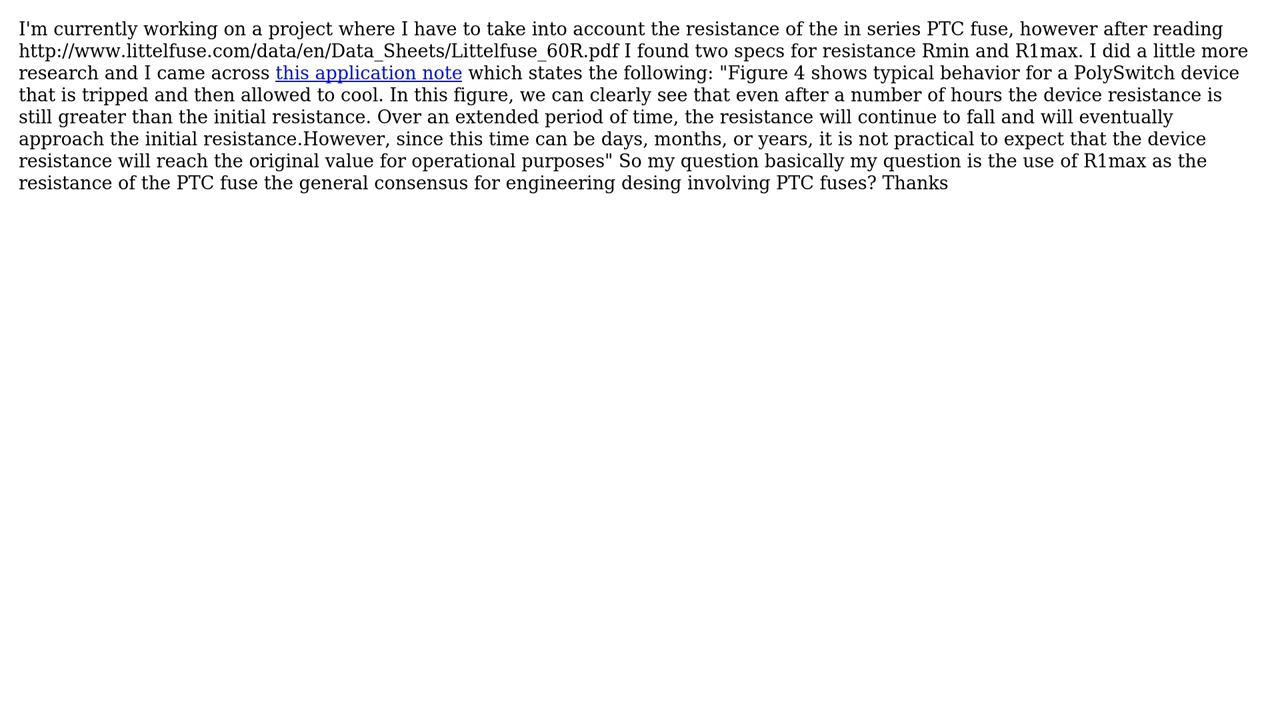 I'm currently working on a project where I have to take into account the resistance of the in series PTC fuse, however after reading
http://www.littelfuse.com/data/en/Data_Sheets/Littelfuse_60R.pdf I found two specs for resistance Rmin and R1max. I did a little more
research and I came across this application note which states the following: "Figure 4 shows typical behavior for a PolySwitch device
that is tripped and then allowed to cool. In this figure, we can clearly see that even after a number of hours the device resistance is
still greater than the initial resistance. Over an extended period of time, the resistance will continue to fall and will eventually
approach the initial resistance.However, since this time can be days, months, or years, it is not practical to expect that the device
resistance will reach the original value for operational purposes" So my question basically my question is the use of R1max as the
resistance of the PTC fuse the general consensus for engineering desing involving PTC fuses? Thanks